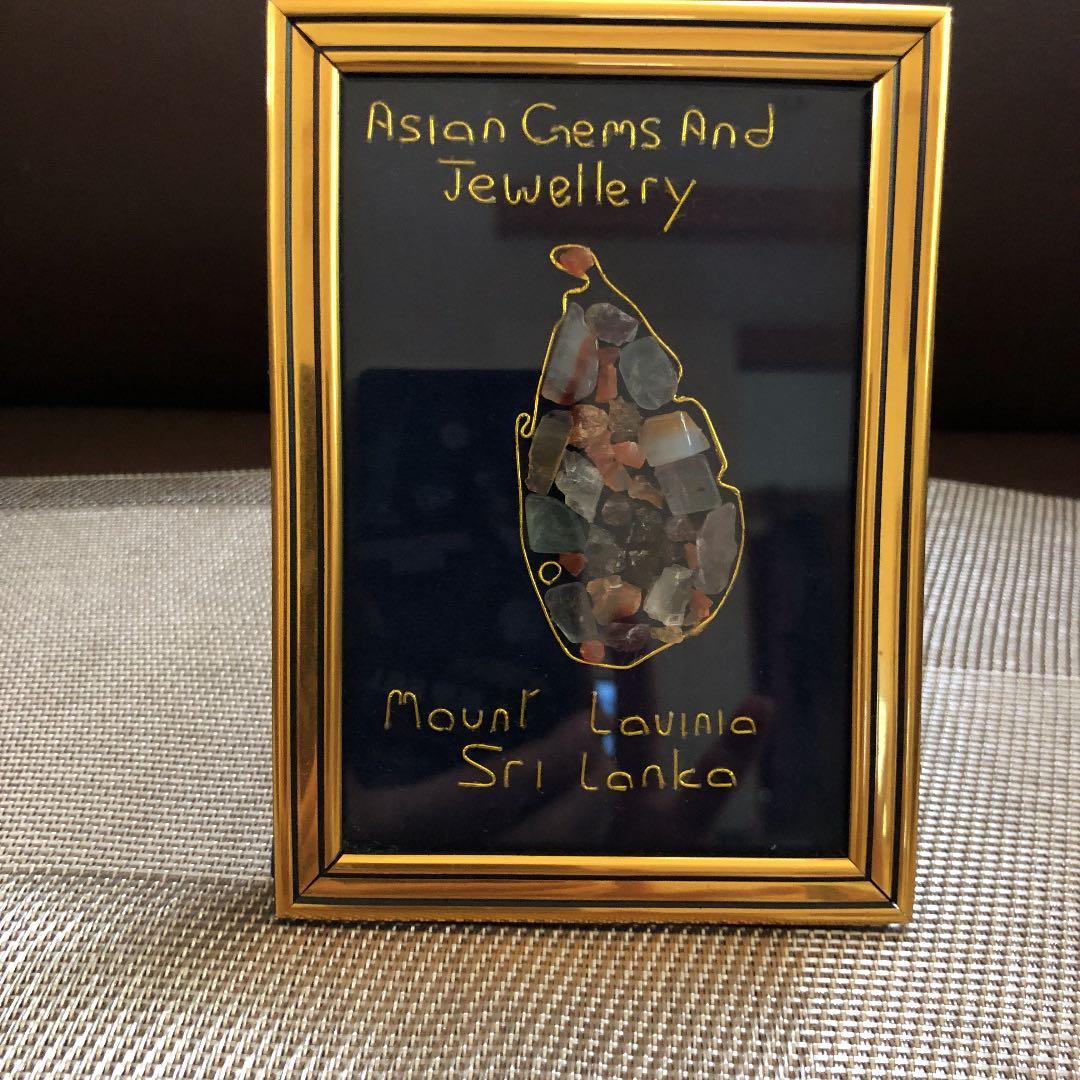 Asian Gems And
Jewellery
Mount Lavinia
Sri Lanka